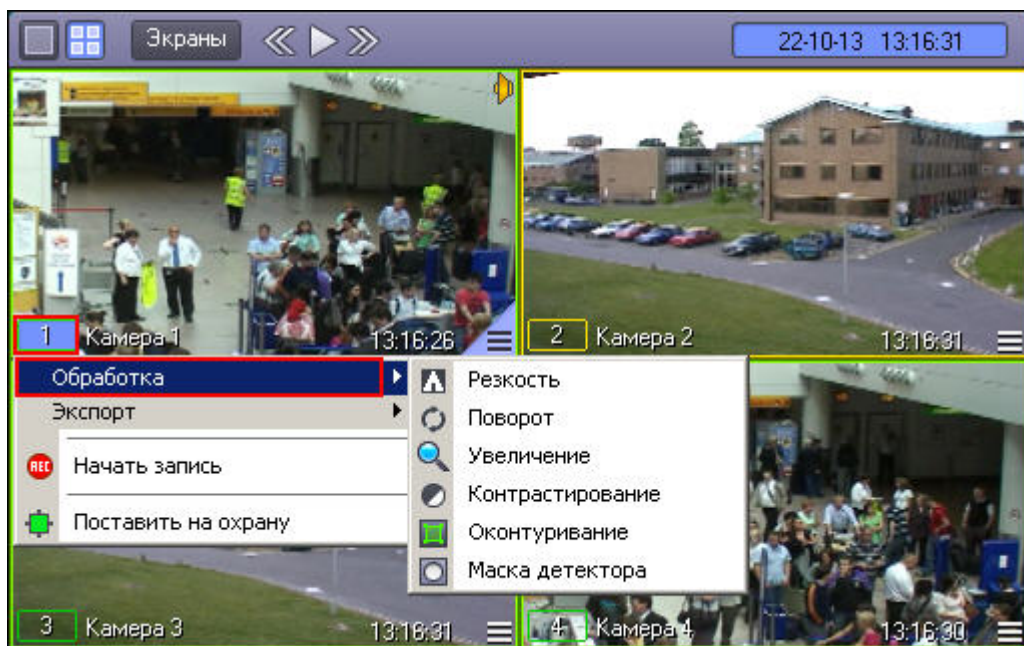 Экраны
22-10-13 13:16:31
1 Камера 1 13:16:26
2 Камера 2 13:16:31
Обработка
Экспорт
REC Начать запись
Поставить на охрану
Резкость
Поворот
Увеличение
Контрастирование
Оконтуривание
Маска детектора
3 Камера 3 13:16:31
4 Камера 4 13:16:30